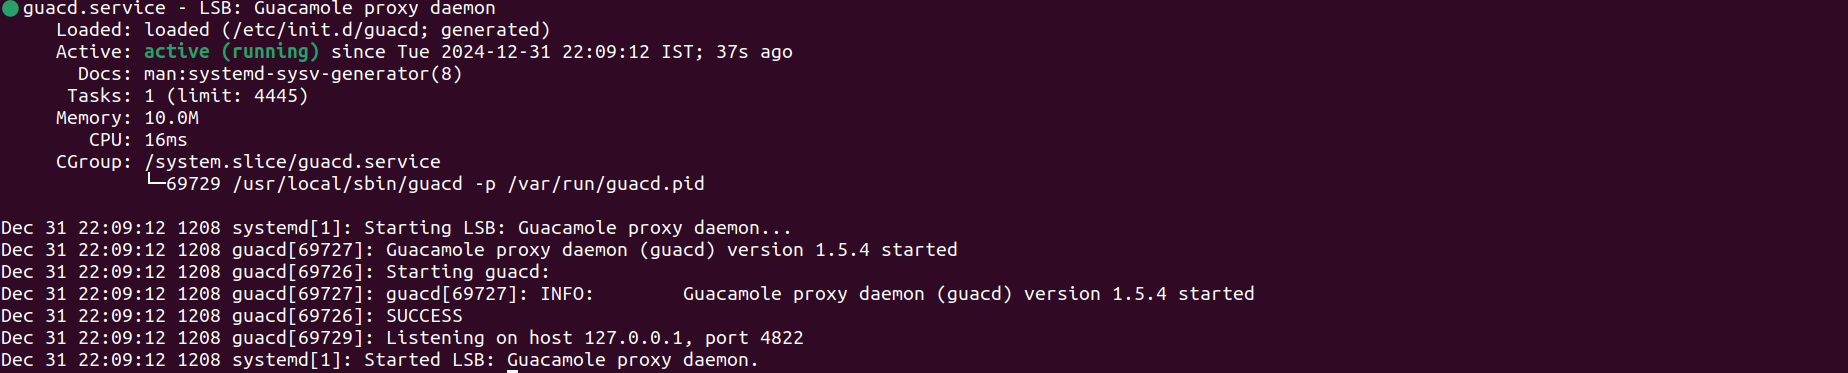 guacd.service - LSB: Guacamole proxy daemon
Loaded: loaded (/etc/init.d/guacd; generated)
Active: active (running) since Tue 2024-12-31 22:09:12 IST; 37s ago
Docs: man:systemd-sysv-generator(8)
Tasks: 1 (limit: 4445)
Memory: 10.0M
CPU: 16ms
CGroup: /system.slice/guacd.service
└─69729 /usr/local/sbin/guacd -p /var/run/guacd.pid
Dec 31 22:09:12 1208 systemd[1]: Starting LSB: Guacamole proxy daemon...
Dec 31 22:09:12 1208 guacd[69727]: Guacamole proxy daemon (guacd) version 1.5.4 started
Dec 31 22:09:12 1208 guacd[69726]: Starting guacd:
Dec 31 22:09:12 1208 guacd[69727]: guacd[69727]: INFO:        Guacamole proxy daemon (guacd) version 1.5.4 started
Dec 31 22:09:12 1208 guacd[69726]: SUCCESS
Dec 31 22:09:12 1208 guacd[69729]: Listening on host 127.0.0.1, port 4822
Dec 31 22:09:12 1208 systemd[1]: Started LSB: Guacamole proxy daemon.